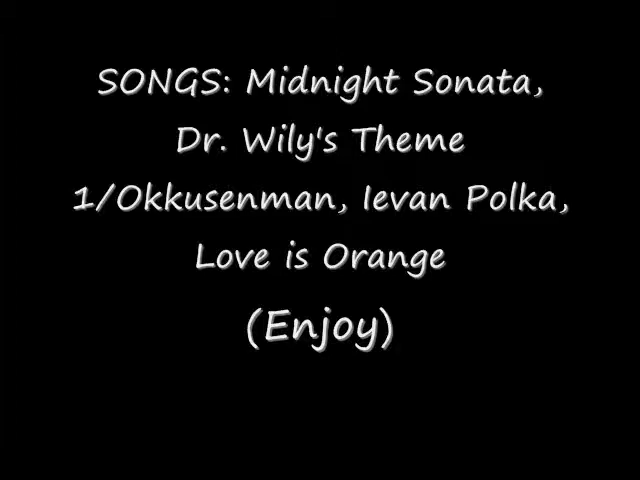 SONGS: Midnight Sonata,
Dr. Wily's Theme
1/Okkusenman, Ievan Polka,
Love is Orange
(Enjoy)